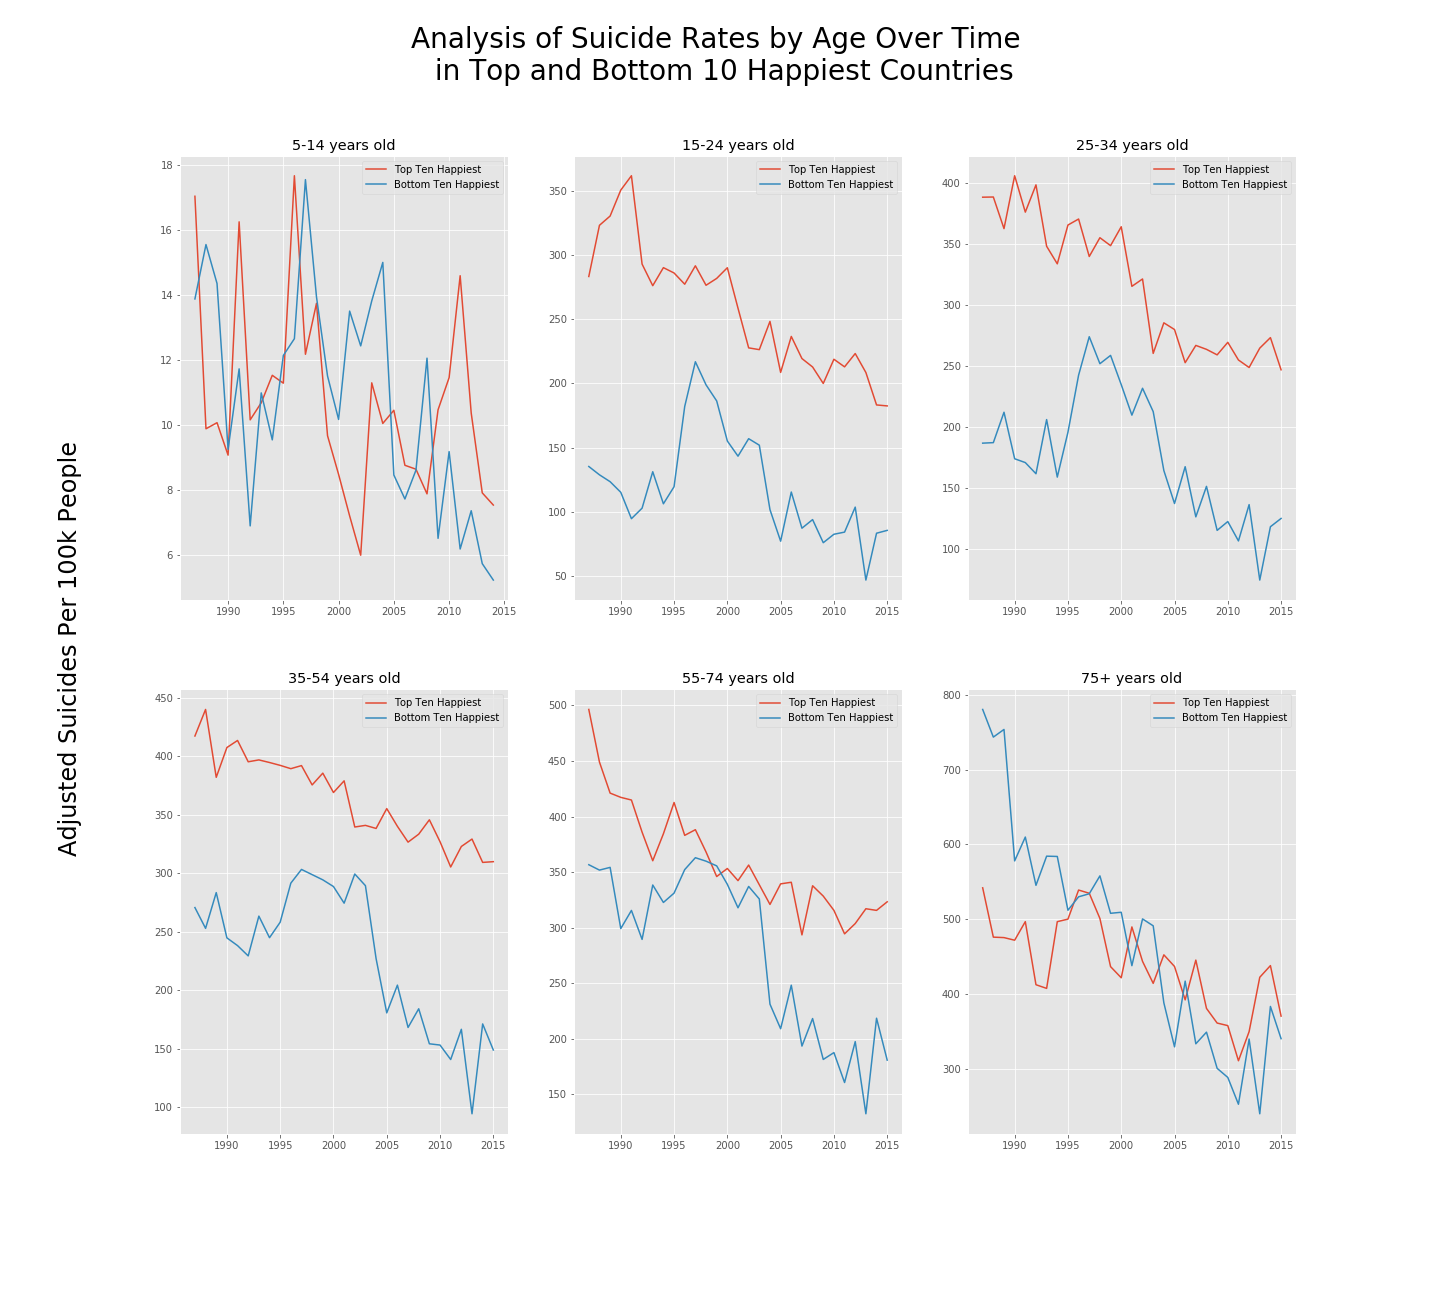 Analysis of Suicide Rates by Age Over Time
in Top and Bottom 10 Happiest Countries
Adjusted Suicides Per 100k People
5-14 years old
Top Ten Happiest
Bottom Ten Happiest
18
16
14
12
10
8
6
1990 1995 2000 2005 2010 2015
15-24 years old
Top Ten Happiest
Bottom Ten Happiest
350
300
250
200
150
100
50
1990 1995 2000 2005 2010 2015
25-34 years old
Top Ten Happiest
Bottom Ten Happiest
400
350
300
250
200
150
100
1990 1995 2000 2005 2010 2015
35-54 years old
Top Ten Happiest
Bottom Ten Happiest
450
400
350
300
250
200
150
100
1990 1995 2000 2005 2010 2015
55-74 years old
Top Ten Happiest
Bottom Ten Happiest
500
450
400
350
300
250
200
150
1990 1995 2000 2005 2010 2015
75+ years old
Top Ten Happiest
Bottom Ten Happiest
800
700
600
500
400
300
1990 1995 2000 2005 2010 2015